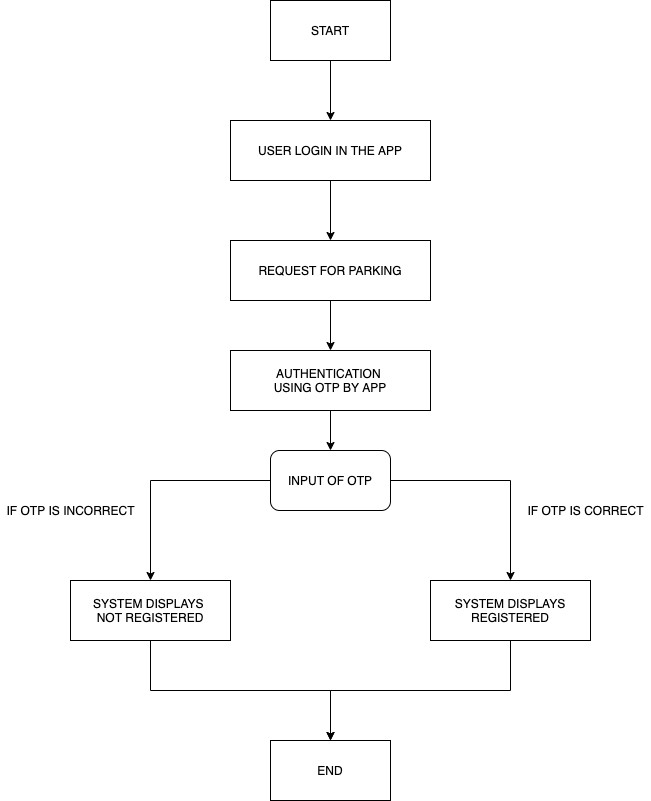 START
USER LOGIN IN THE APP
REQUEST FOR PARKING
AUTHENTICATION
USING OTP BY APP
INPUT OF OTP
IF OTP IS INCORRECT
IF OTP IS CORRECT
SYSTEM DISPLAYS
NOT REGISTERED
SYSTEM DISPLAYS
REGISTERED
END